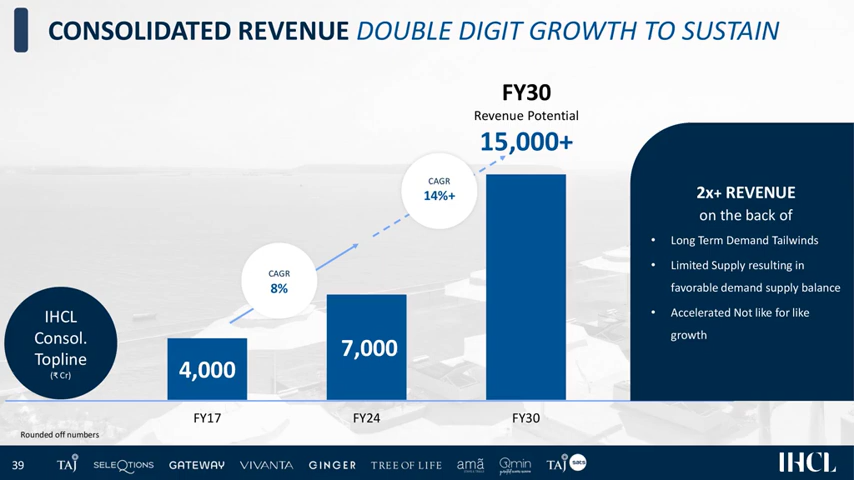 CONSOLIDATED REVENUE DOUBLE DIGIT GROWTH TO SUSTAIN
FY30
Revenue Potential
15,000+
CAGR
14%+
CAGR
8%
IHCL
Consol.
Topline
(₹ Cr)
4,000
7,000
FY17
FY24
FY30
Rounded off numbers
2x+ REVENUE
on the back of
• Long Term Demand Tailwinds
• Limited Supply resulting in
favorable demand supply balance
• Accelerated Not like for like
growth
39
TAJ
SELEQTIONS
GATEWAY
VIVANTA
GINGER
TREE OF LIFE
amã
Qmin
TAJ sats
IHCL